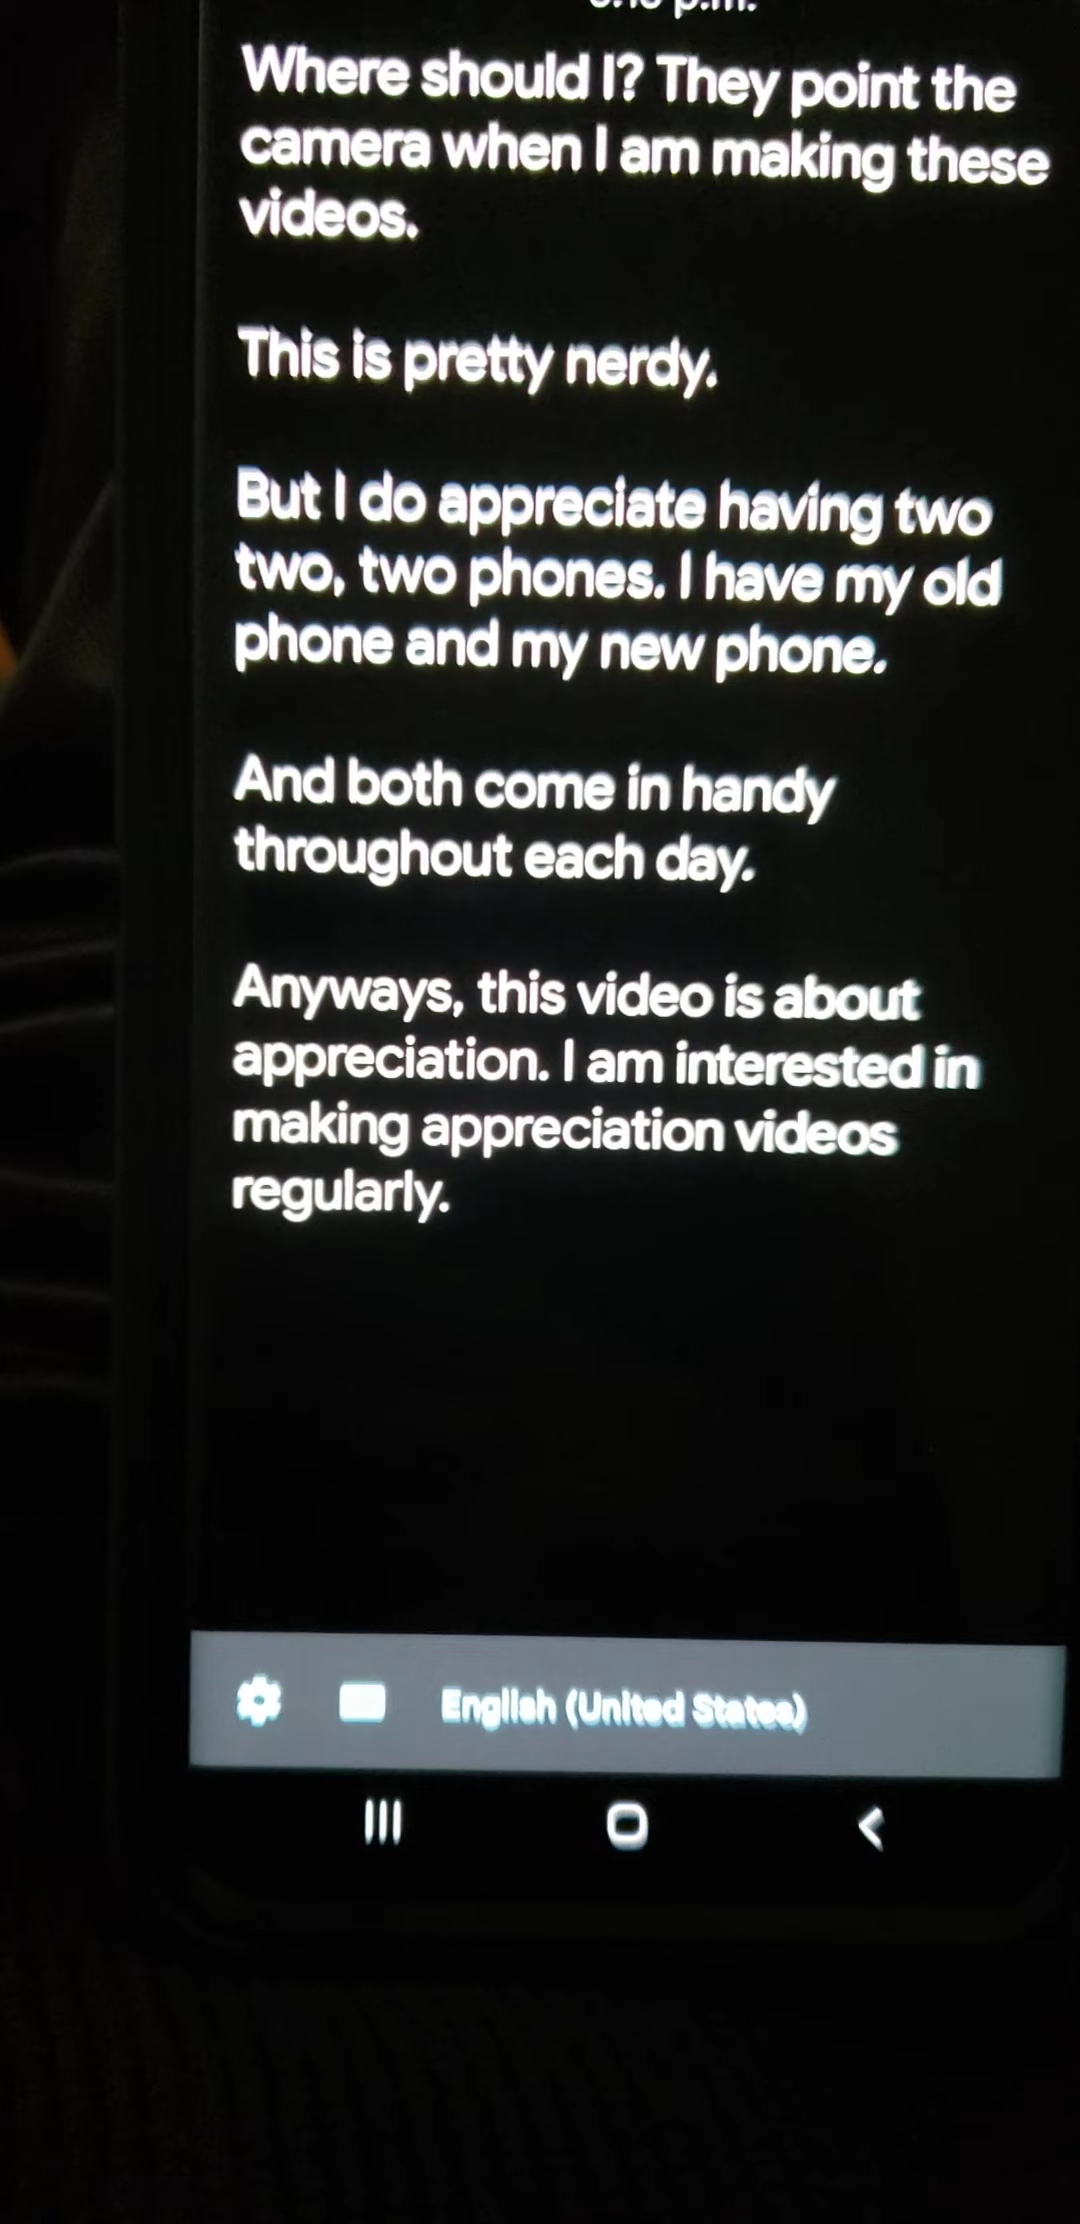 p.m.
Where should I? They point the
camera when I am making these
videos.
This is pretty nerdy.
But I do appreciate having two
two, two phones. I have my old
phone and my new phone.
And both come in handy
throughout each day.
Anyways, this video is about
appreciation. I am interested in
making appreciation videos
regularly.
English (United States)